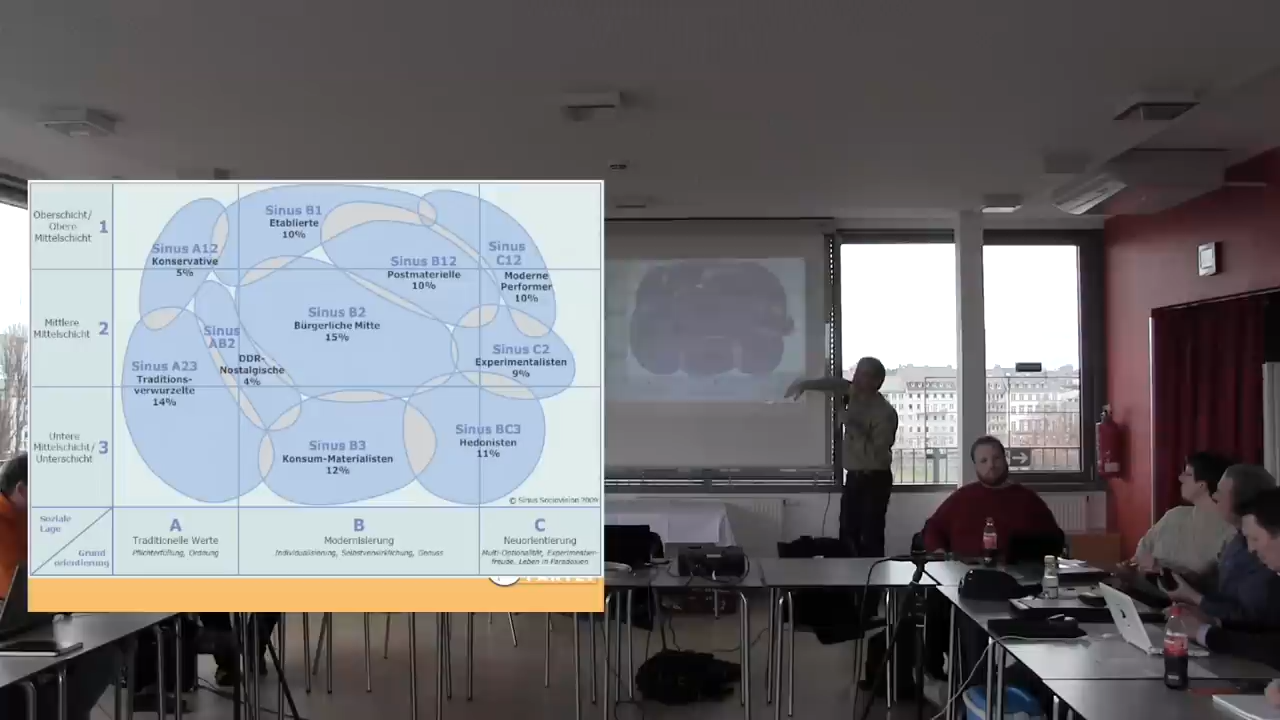 Oberschicht/
Obere
Mittelschicht
1
Mittlere
Mittelschicht
2
Untere
Mittelschicht/
Unterschicht
3
Soziale
Lage
Grund
orientierung
Sinus A12
Konservative
5%
Sinus B1
Etablierte
10%
Sinus B12
Postmaterielle
10%
Sinus
C12
Moderne
Performer
10%
Sinus
AB2
DDR-
Nostalgische
4%
Sinus B2
Bürgerliche Mitte
15%
Sinus C2
Experimentalisten
9%
Sinus A23
Traditions-
verwurzelte
14%
Sinus B3
Konsum-Materialisten
12%
Sinus BC3
Hedonisten
11%
© Sinus Sociovision 2009
A
Traditionelle Werte
Pflichterfüllung, Ordnung
B
Modernisierung
Individualisierung, Selbstverwirklichung, Genuss
C
Neuorientierung
Multi-Optionalität, Experimentier-
freude, Leben in Paradoxien